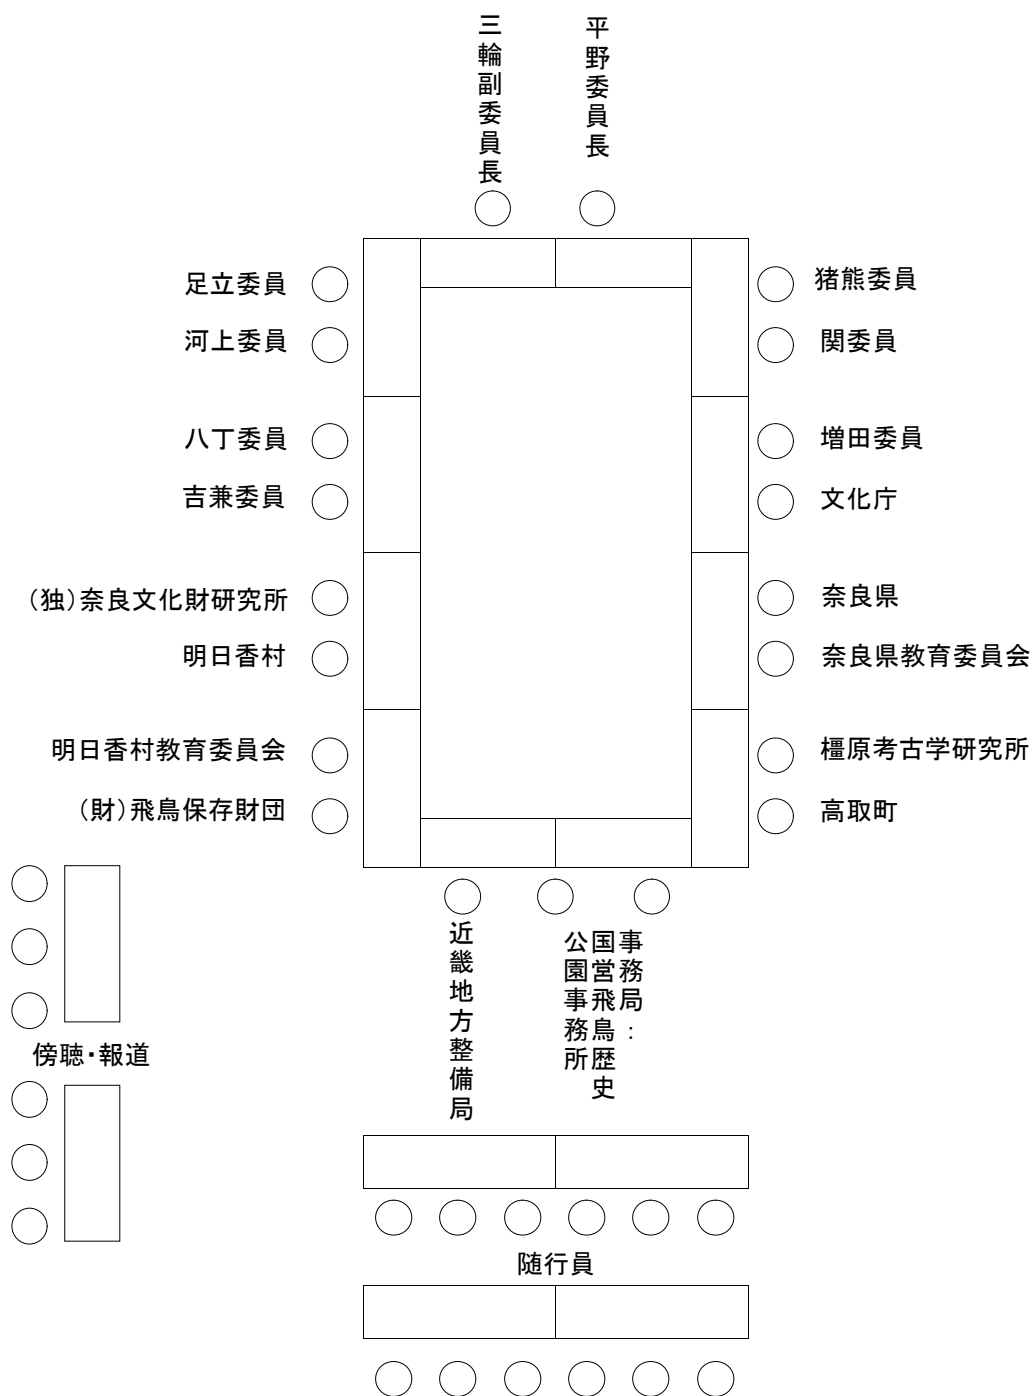 三輪副委員長
平野委員長
足立委員
猪熊委員
河上委員
関委員
八丁委員
増田委員
吉兼委員
文化庁
（独）奈良文化財研究所
奈良県
明日香村
奈良県教育委員会
明日香村教育委員会
橿原考古学研究所
（財）飛鳥保存財団
高取町
近畿地方整備局
事務局：
国営飛鳥歴史
公園事務所
傍聴・報道
随行員